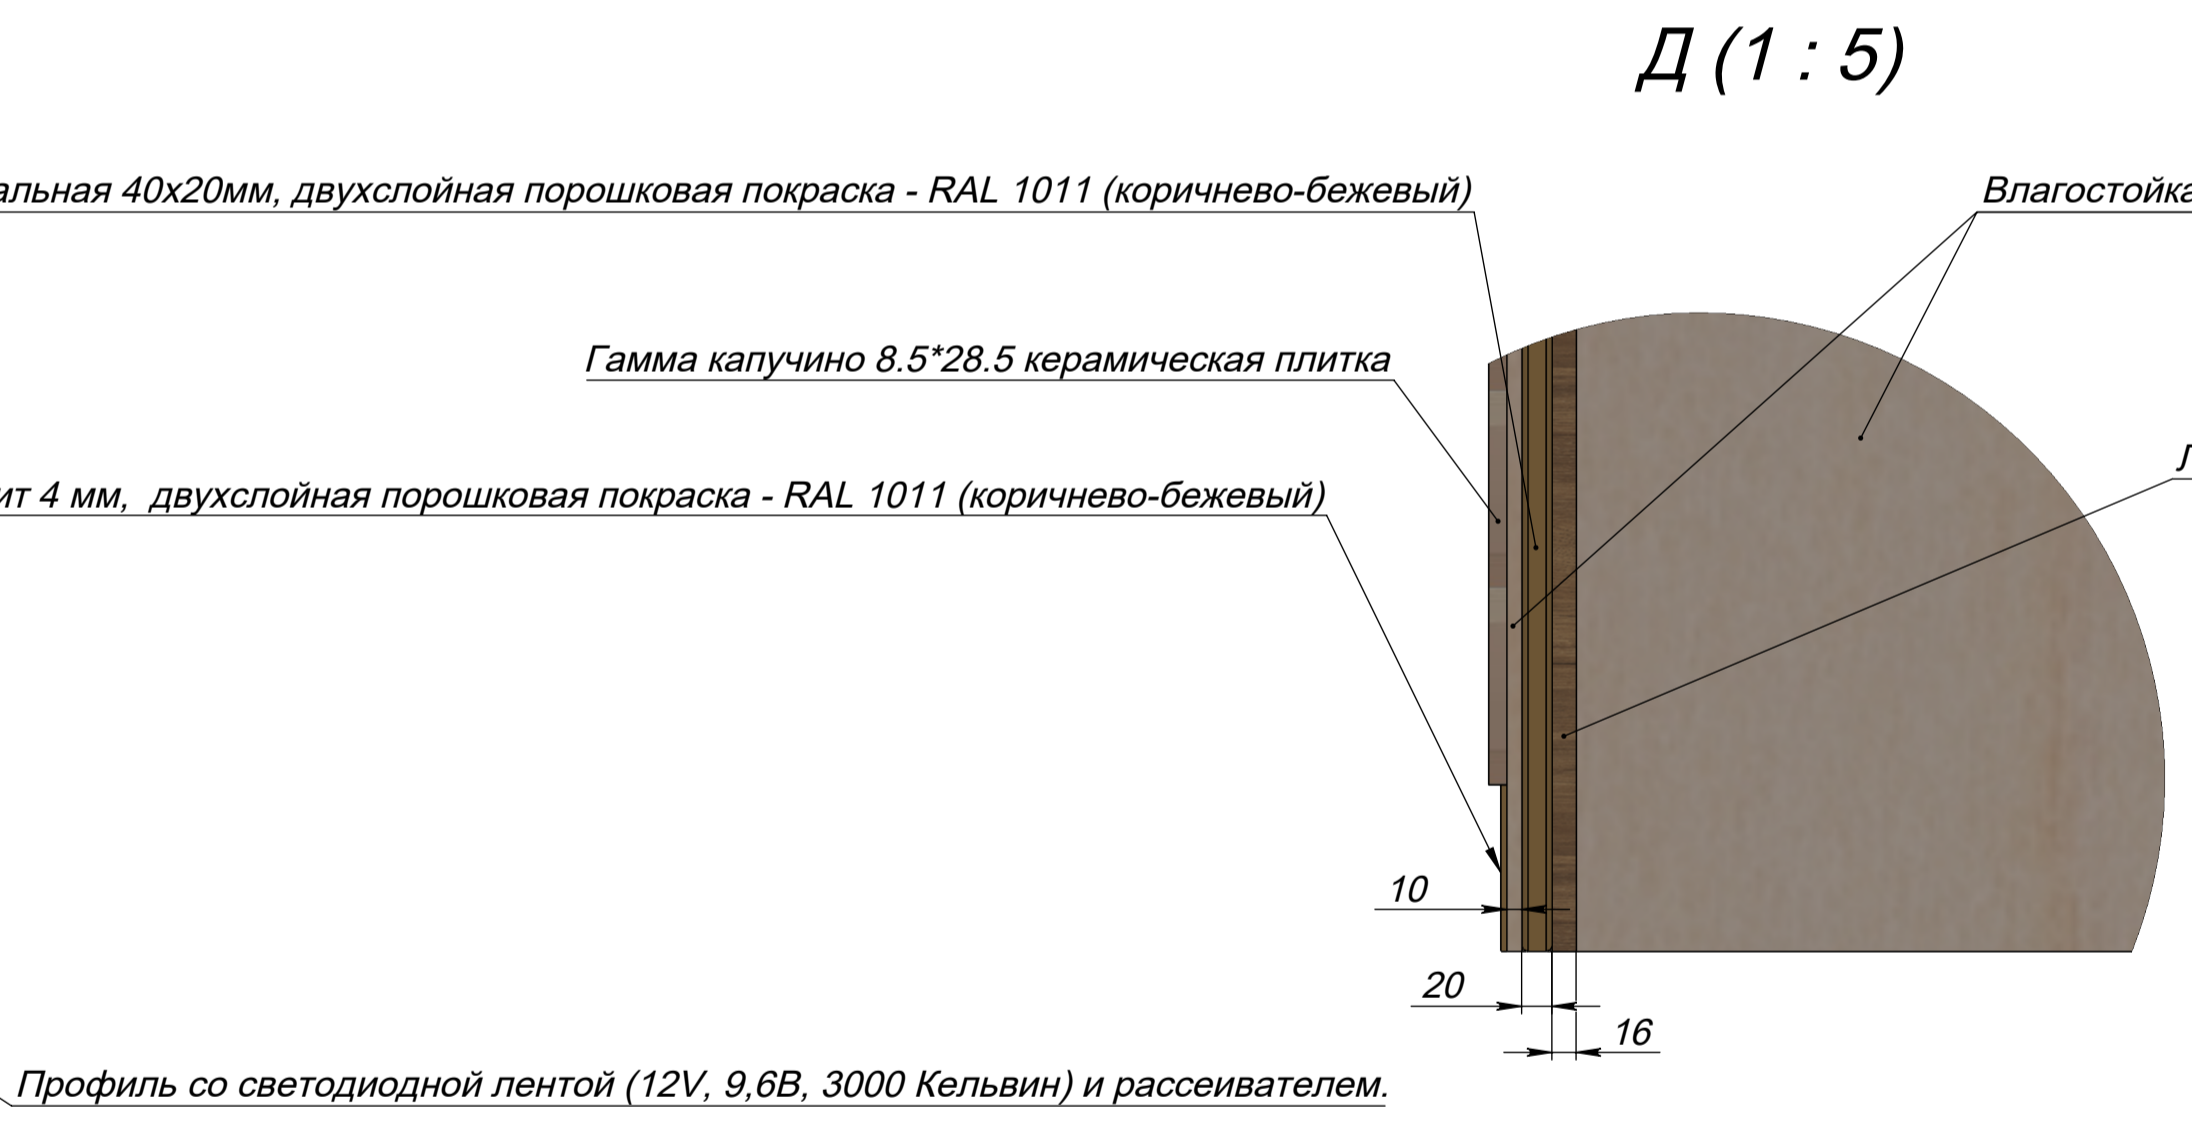 Д (1 : 5)
альная 40x20мм, двухслойная порошковая покраска - RAL 1011 (коричнево-бежевый)
Влагостойка
Гамма капучино 8.5*28.5 керамическая плитка
ит 4 мм, двухслойная порошковая покраска - RAL 1011 (коричнево-бежевый)
10
20
16
Профиль со светодиодной лентой (12V, 9,6В, 3000 Кельвин) и рассеивателем.